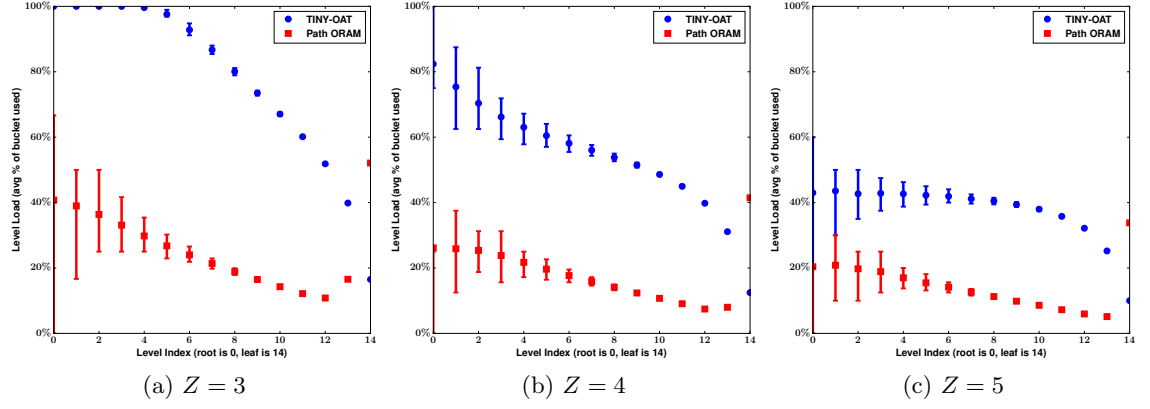 100%
80%
60%
40%
20%
0%
Level Load (avg % of bucket used)
0 2 4 6 8 10 12 14
Level Index (root is 0, leaf is 14)
TINY-OAT
Path ORAM
(a) Z = 3
100%
80%
60%
40%
20%
0%
Level Load (avg % of bucket used)
0 2 4 6 8 10 12 14
Level Index (root is 0, leaf is 14)
TINY-OAT
Path ORAM
(b) Z = 4
100%
80%
60%
40%
20%
0%
Level Load (avg % of bucket used)
0 2 4 6 8 10 12 14
Level Index (root is 0, leaf is 14)
TINY-OAT
Path ORAM
(c) Z = 5